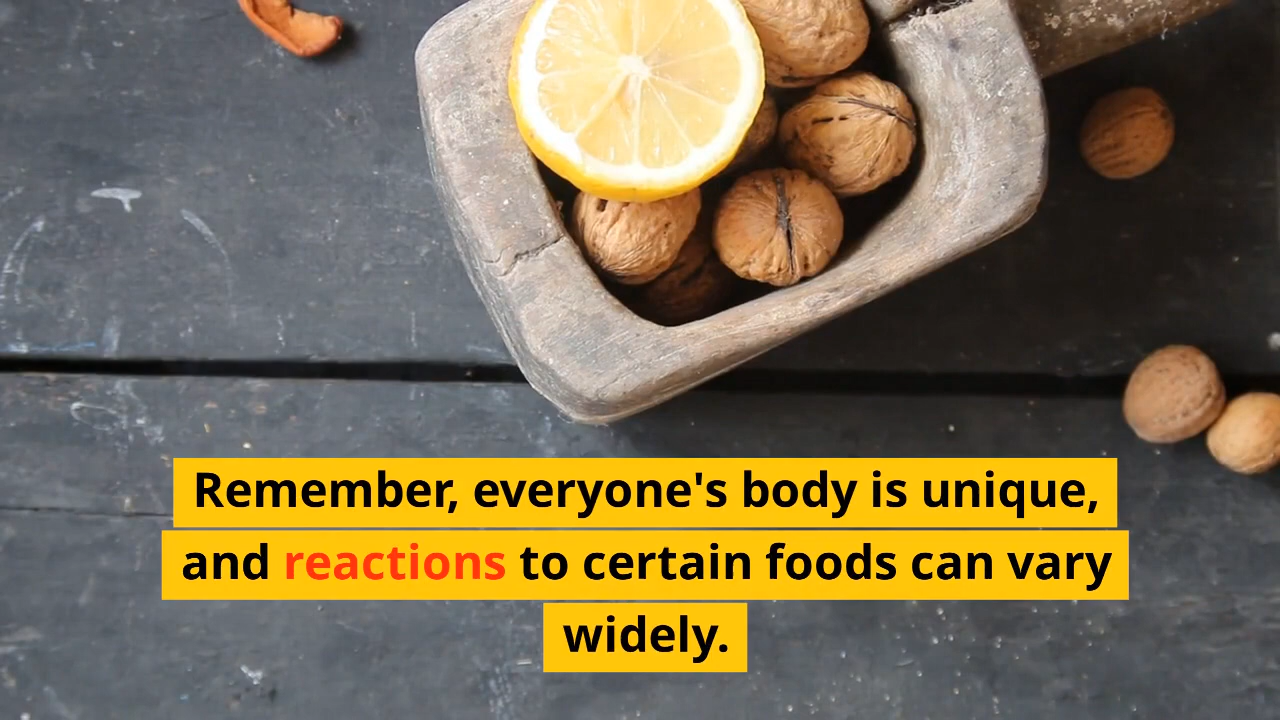 Remember, everyone's body is unique,
and reactions to certain foods can vary
widely.